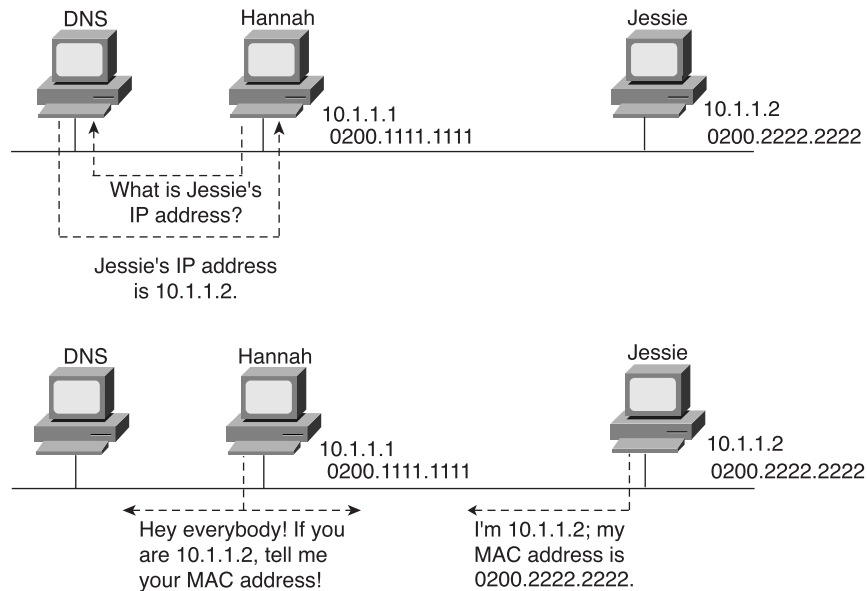 DNS
Hannah
Jessie
10.1.1.1
0200.1111.1111
10.1.1.2
0200.2222.2222
What is Jessie's
IP address?
Jessie's IP address
is 10.1.1.2.
DNS
Hannah
Jessie
10.1.1.1
0200.1111.1111
10.1.1.2
0200.2222.2222
Hey everybody! If you
are 10.1.1.2, tell me
your MAC address!
I'm 10.1.1.2; my
MAC address is
0200.2222.2222.